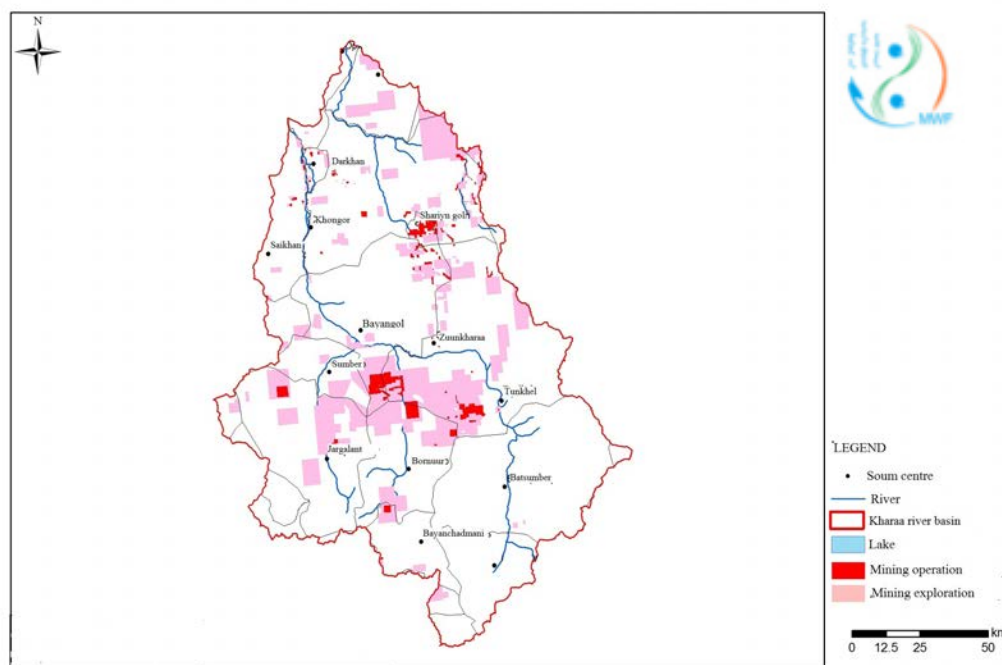 N
MWF
Darkhan
Shariyn gol
Khongor
Saikhan
Bayangol
Zuunkharaa
Sumber
Tunkhel
Jargalant
Bornuur
Batsumber
Bayanchadmani
LEGEND
Soum centre
River
Kharaa river basin
Lake
Mining operation
Mining exploration
km
0 12.5 25 50